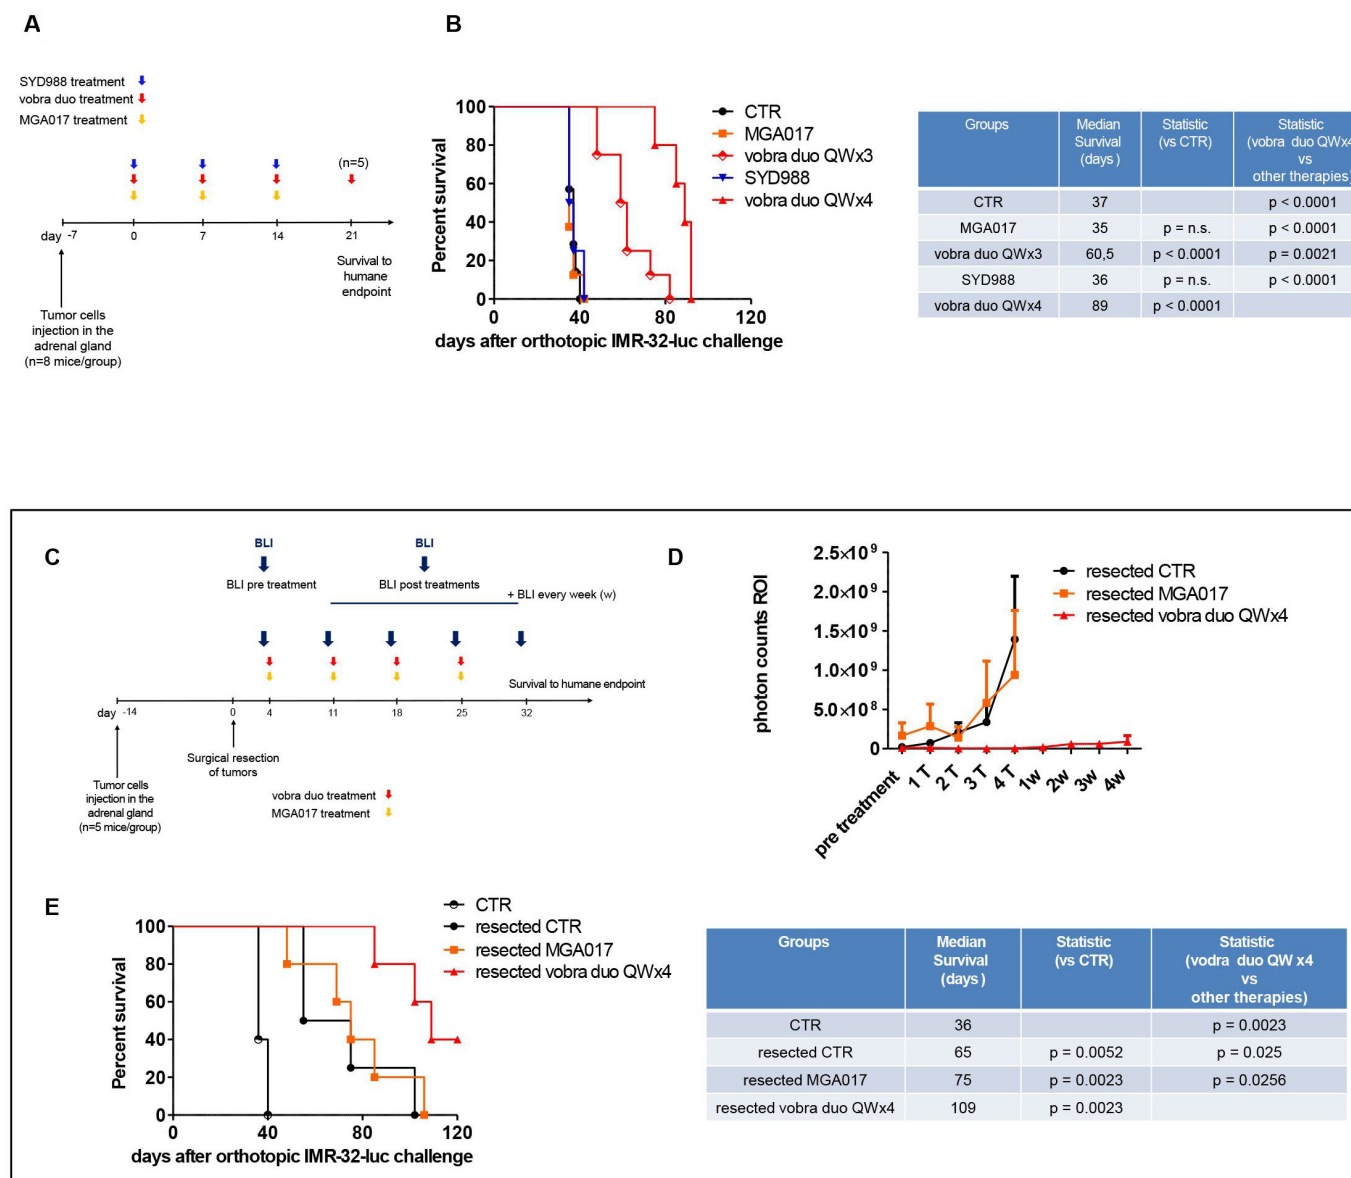 A
SYD988 treatment
vobra duo treatment
MGA017 treatment
(n=5)
day -7 0 7 14 21
Survival to
humane
endpoint
Tumor cells
injection in the
adrenal gland
(n=8 mice/group)
B
Percent survival
100
80
60
40
20
0
0 40 80 120
days after orthotopic IMR-32-luc challenge
CTR
MGA017
vobra duo QWx3
SYD988
vobra duo QWx4
Groups Median Survival (days) Statistic (vs CTR) Statistic (vobra duo QWx4 vs other therapies)
CTR 37 p < 0.0001
MGA017 35 p = n.s. p < 0.0001
vobra duo QWx3 60,5 p < 0.0001 p = 0.0021
SYD988 36 p = n.s. p < 0.0001
vobra duo QWx4 89 p < 0.0001
C
BLI BLI
BLI pre treatment BLI post treatments
+ BLI every week (w)
Survival to humane endpoint
day -14 0 4 11 18 25 32
Surgical resection
of tumors
Tumor cells
injection in the
adrenal gland
(n=5 mice/group)
vobra duo treatment
MGA017 treatment
D
photon counts ROI
2.5×10⁹
2.0×10⁹
1.5×10⁹
1.0×10⁹
5.0×10⁸
0
pre treatment 1 T 2 T 3 T 4 T 1w 2w 3w 4w
resected CTR
resected MGA017
resected vobra duo QWx4
E
Percent survival
100
80
60
40
20
0
0 40 80 120
days after orthotopic IMR-32-luc challenge
CTR
resected CTR
resected MGA017
resected vobra duo QWx4
Groups Median Survival (days) Statistic (vs CTR) Statistic (vodra duo QW x4 vs other therapies)
CTR 36 p = 0.0023
resected CTR 65 p = 0.0052 p = 0.025
resected MGA017 75 p = 0.0023 p = 0.0256
resected vobra duo QWx4 109 p = 0.0023